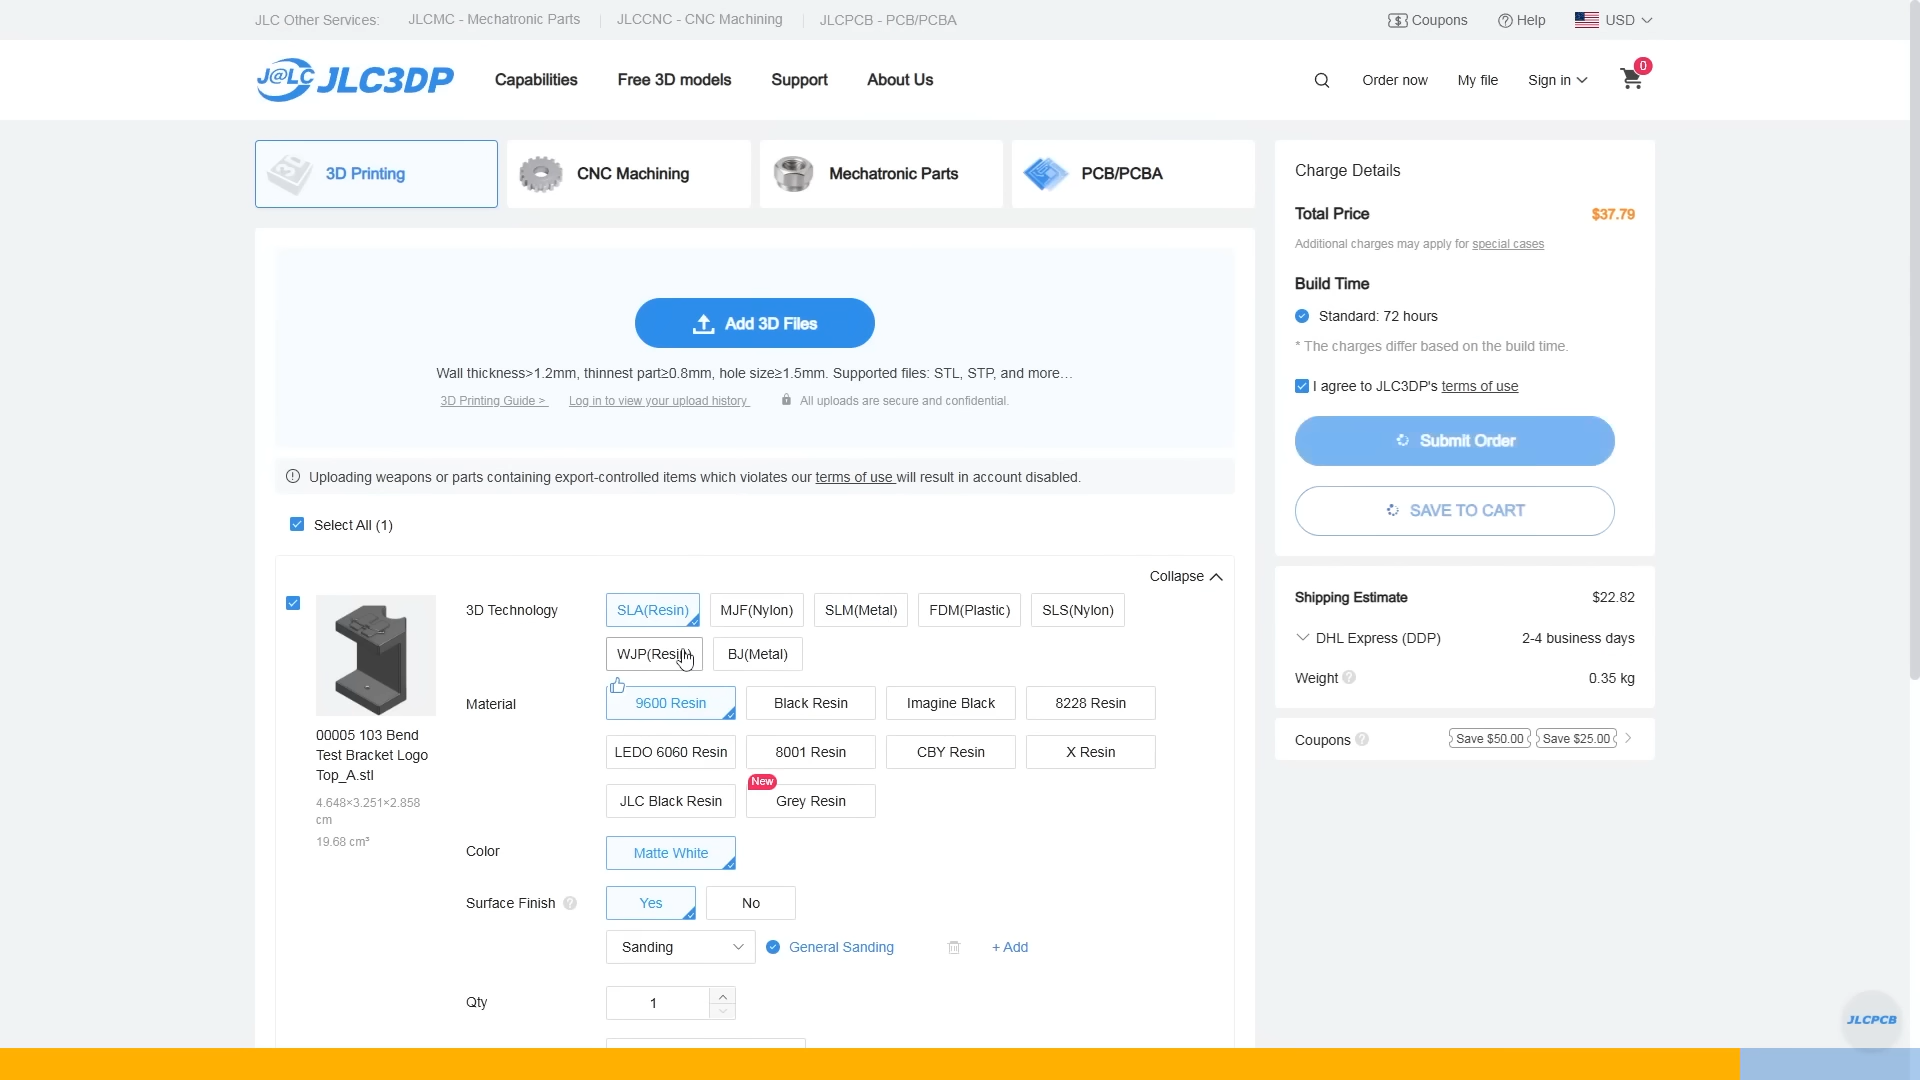 JLC Other Services:
JLCMC - Mechatronic Parts
JLCCNC - CNC Machining
JLCPCB - PCB/PCBA
Coupons
Help
USD
J@LC JLC3DP
Capabilities
Free 3D models
Support
About Us
Order now
My file
Sign in
0
3D Printing
CNC Machining
Mechatronic Parts
PCB/PCBA
Add 3D Files
Wall thickness>1.2mm, thinnest part≥0.8mm, hole size≥1.5mm. Supported files: STL, STP, and more…
3D Printing Guide >
Log in to view your upload history
All uploads are secure and confidential.
Uploading weapons or parts containing export-controlled items which violates our terms of use will result in account disabled.
Select All (1)
Collapse
00005 103 Bend
Test Bracket Logo
Top_A.stl
4.648×3.251×2.858
cm
19.68 cm³
3D Technology
SLA(Resin)
MJF(Nylon)
SLM(Metal)
FDM(Plastic)
SLS(Nylon)
WJP(Resin)
BJ(Metal)
Material
9600 Resin
Black Resin
Imagine Black
8228 Resin
LEDO 6060 Resin
8001 Resin
CBY Resin
X Resin
JLC Black Resin
New
Grey Resin
Color
Matte White
Surface Finish
Yes
No
Sanding
General Sanding
+ Add
Qty
1
Charge Details
Total Price
$37.79
Additional charges may apply for special cases
Build Time
Standard: 72 hours
* The charges differ based on the build time.
I agree to JLC3DP's terms of use
Submit Order
SAVE TO CART
Shipping Estimate
$22.82
DHL Express (DDP)
2-4 business days
Weight
0.35 kg
Coupons
Save $50.00
Save $25.00
JLCPCB